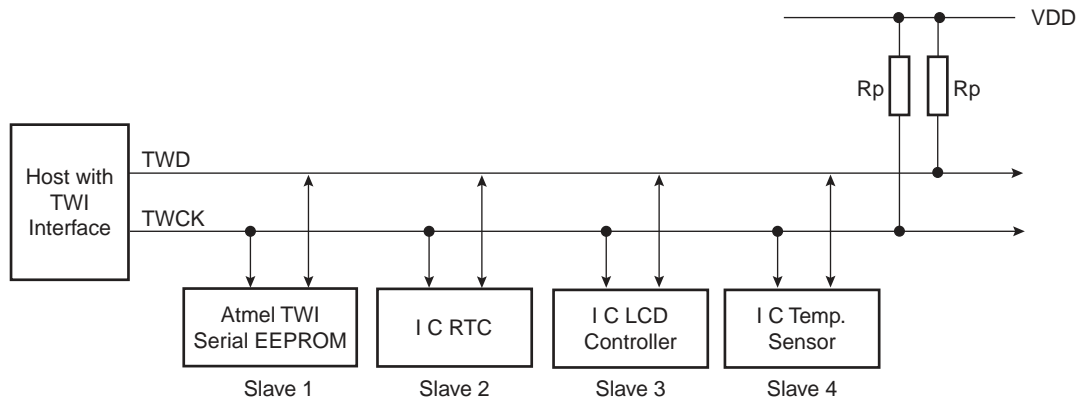 VDD
Rp
Rp
Host with
TWI
Interface
TWD
TWCK
Atmel TWI
Serial EEPROM
I C RTC
I C LCD
Controller
I C Temp.
Sensor
Slave 1
Slave 2
Slave 3
Slave 4